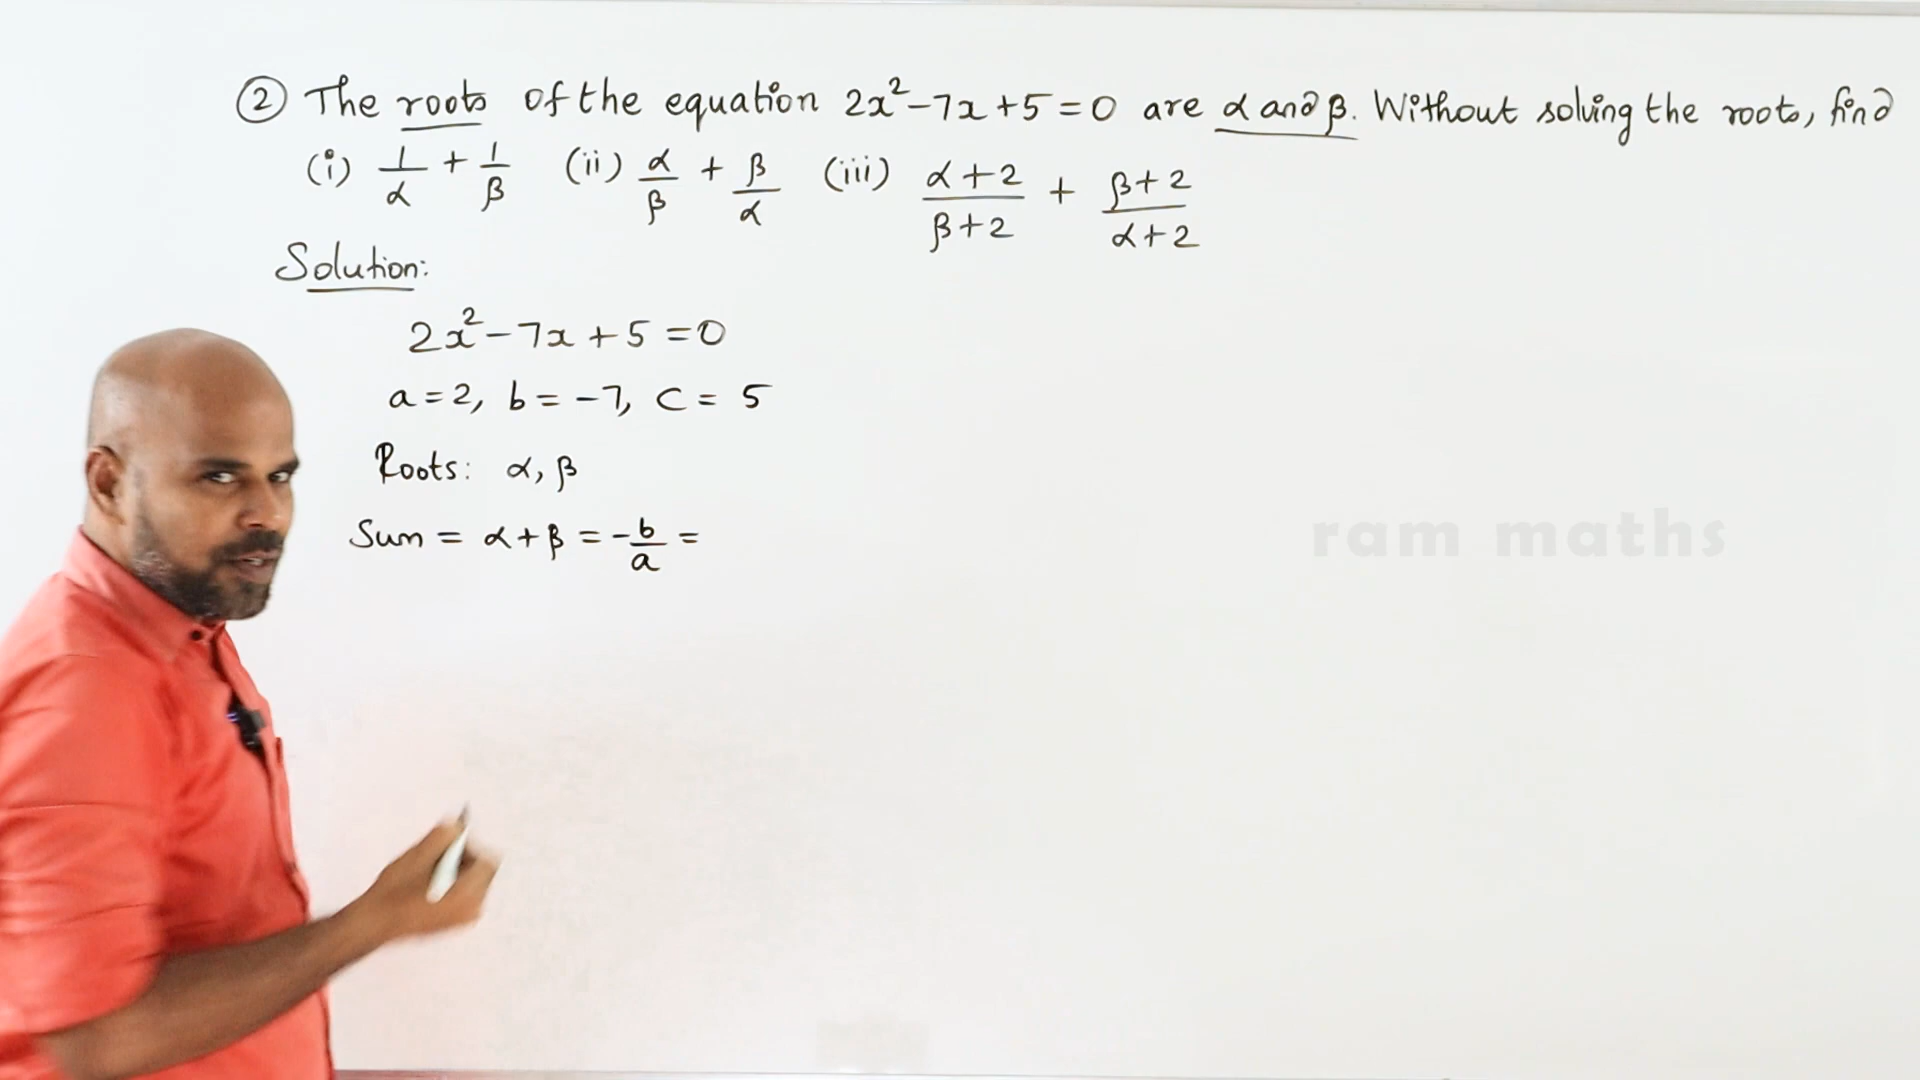 ② The roots of the equation 2x²-7x+5=0 are α and β. Without solving the roots, find
(i) 1/α + 1/β (ii) α/β + β/α (iii) (α+2)/(β+2) + (β+2)/(α+2)
Solution:
2x²-7x+5=0
a=2, b=-7, c=5
Roots: α, β
Sum = α+β = -b/a =
ram maths